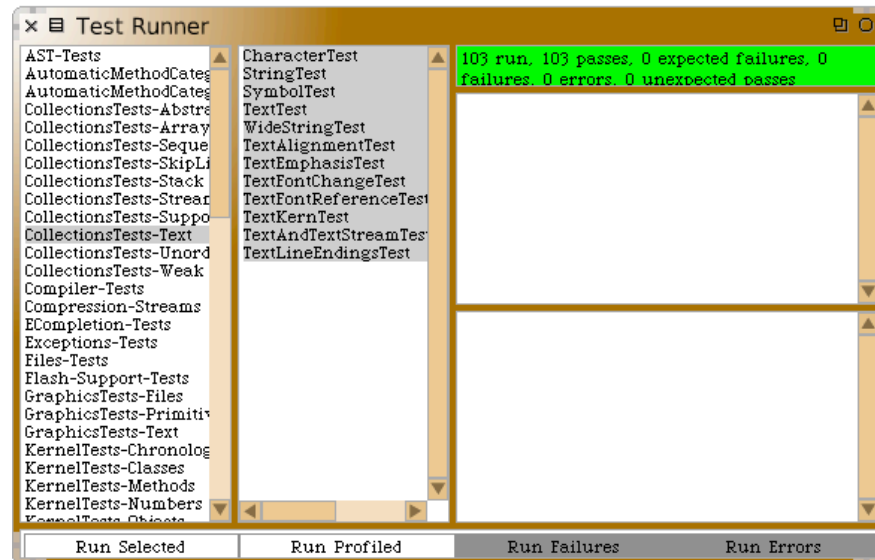 Test Runner
AST-Tests
AutomaticMethodCateg
AutomaticMethodCateg
CollectionsTests-Abstra
CollectionsTests-Array
CollectionsTests-Seque
CollectionsTests-SkipLi
CollectionsTests-Stack
CollectionsTests-Stream
CollectionsTests-Suppo
CollectionsTests-Text
CollectionsTests-Unord
CollectionsTests-Weak
Compiler-Tests
Compression-Streams
ECompletion-Tests
Exceptions-Tests
Files-Tests
Flash-Support-Tests
GraphicsTests-Files
GraphicsTests-Primitiv
GraphicsTests-Text
KernelTests-Chronolog
KernelTests-Classes
KernelTests-Methods
KernelTests-Numbers
KernelTests-Objects
CharacterTest
StringTest
SymbolTest
TextTest
WideStringTest
TextAlignmentTest
TextEmphasisTest
TextFontChangeTest
TextFontReferenceTest
TextKernTest
TextAndTextStreamTes
TextLineEndingsTest
103 run, 103 passes, 0 expected failures, 0
failures, 0 errors, 0 unexpected passes
Run Selected
Run Profiled
Run Failures
Run Errors